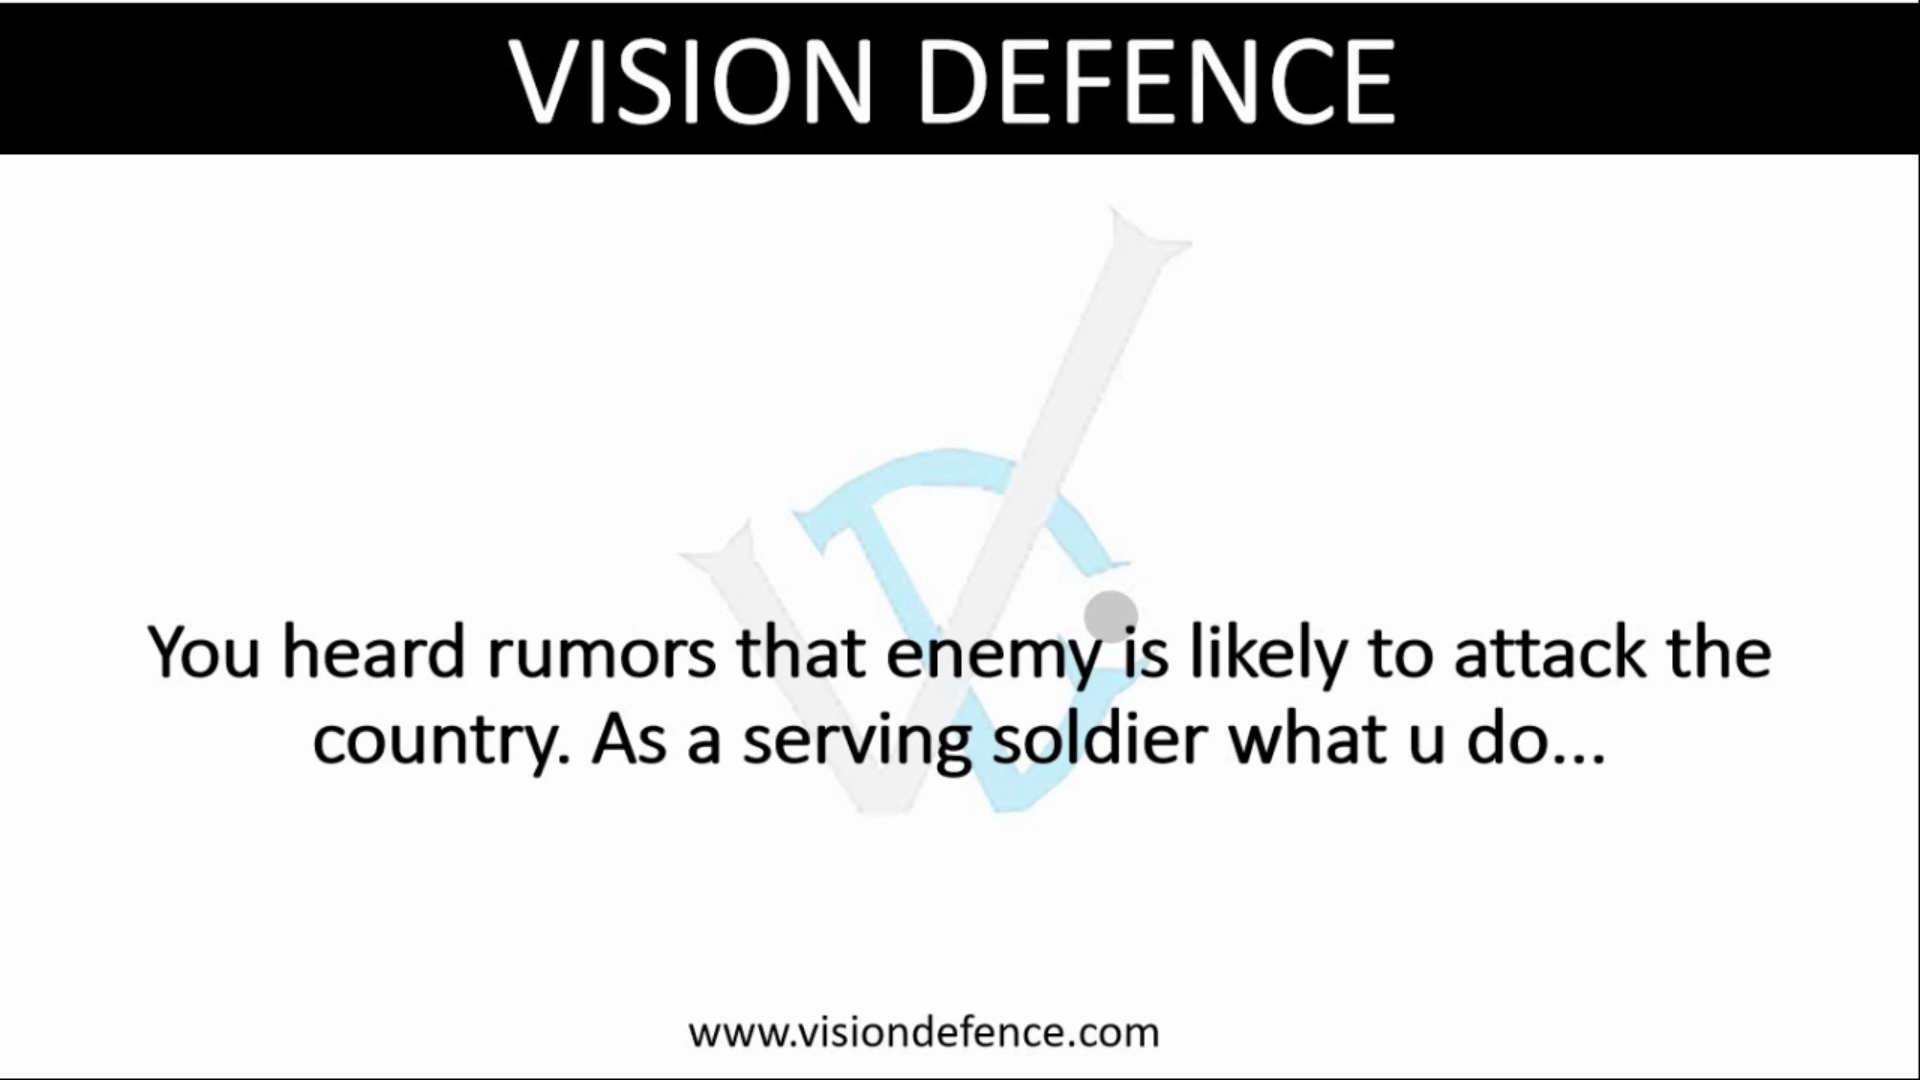 VISION DEFENCE
You heard rumors that enemy is likely to attack the
country. As a serving soldier what u do...
www.visiondefence.com